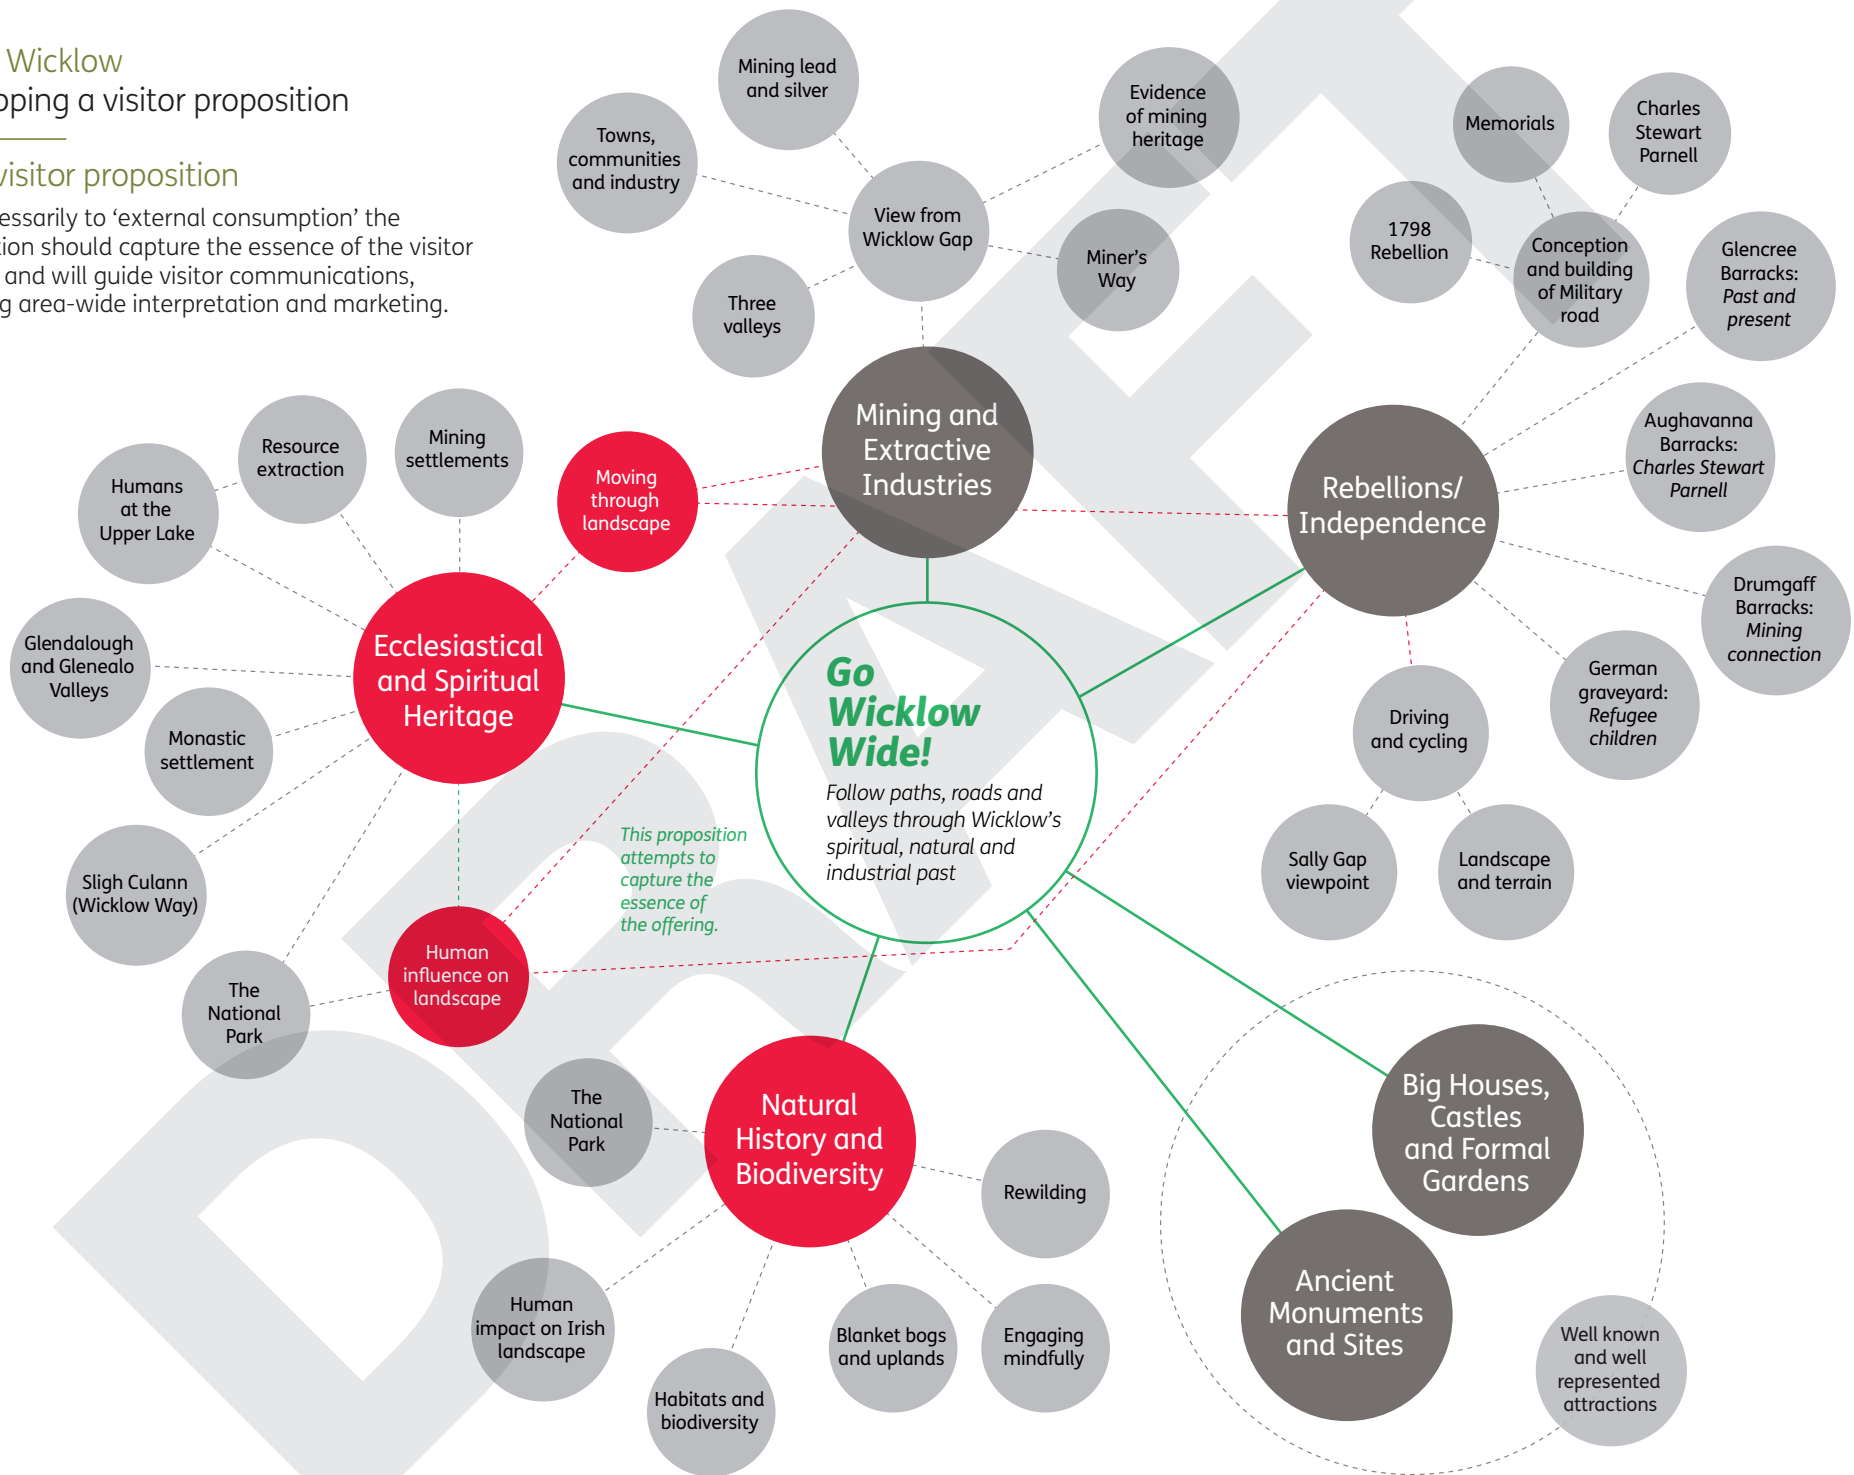 Wicklow
pping a visitor proposition
visitor proposition
essarily to ‘external consumption’ the
tion should capture the essence of the visitor
and will guide visitor communications,
g area-wide interpretation and marketing.
Mining lead
and silver
Towns,
communities
and industry
Evidence
of mining
heritage
View from
Wicklow Gap
Miner’s
Way
Three
valleys
Memorials
Charles
Stewart
Parnell
1798
Rebellion
Conception
and building
of Military
road
Glencree
Barracks:
Past and
present
Mining and
Extractive
Industries
Rebellions/
Independence
Aughavanna
Barracks:
Charles Stewart
Parnell
Drumgaff
Barracks:
Mining
connection
German
graveyard:
Refugee
children
Driving
and cycling
Sally Gap
viewpoint
Landscape
and terrain
Moving
through
landscape
Mining
settlements
Resource
extraction
Humans
at the
Upper Lake
Glendalough
and Glenealo
Valleys
Ecclesiastical
and Spiritual
Heritage
Monastic
settlement
Sligh Culann
(Wicklow Way)
The
National
Park
Human
influence on
landscape
This proposition
attempts to
capture the
essence of
the offering.
Go
Wicklow
Wide!
Follow paths, roads and
valleys through Wicklow’s
spiritual, natural and
industrial past
Natural
History and
Biodiversity
The
National
Park
Human
impact on Irish
landscape
Habitats and
biodiversity
Blanket bogs
and uplands
Engaging
mindfully
Rewilding
Big Houses,
Castles
and Formal
Gardens
Ancient
Monuments
and Sites
Well known
and well
represented
attractions
DRAFT